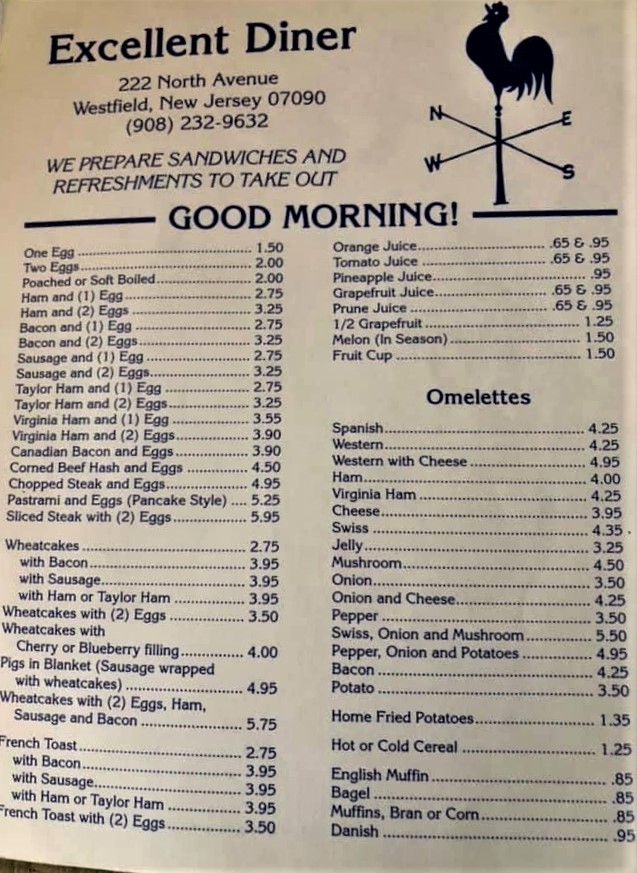 Excellent Diner
222 North Avenue
Westfield, New Jersey 07090
(908) 232-9632
WE PREPARE SANDWICHES AND
REFRESHMENTS TO TAKE OUT
N
E
W
S
GOOD MORNING!
One Egg ........ 1.50
Two Eggs ........ 2.00
Poached or Soft Boiled ........ 2.00
Ham and (1) Egg ........ 2.75
Ham and (2) Eggs ........ 3.25
Bacon and (1) Egg ........ 2.75
Bacon and (2) Eggs ........ 3.25
Sausage and (1) Egg ........ 2.75
Sausage and (2) Eggs ........ 3.25
Taylor Ham and (1) Egg ........ 2.75
Taylor Ham and (2) Eggs ........ 3.25
Virginia Ham and (1) Egg ........ 3.55
Virginia Ham and (2) Eggs ........ 3.90
Canadian Bacon and Eggs ........ 3.90
Corned Beef Hash and Eggs ........ 4.50
Chopped Steak and Eggs ........ 4.95
Pastrami and Eggs (Pancake Style) .... 5.25
Sliced Steak with (2) Eggs ........ 5.95
Wheatcakes ........ 2.75
with Bacon ........ 3.95
with Sausage ........ 3.95
with Ham or Taylor Ham ........ 3.95
Wheatcakes with (2) Eggs ........ 3.50
Wheatcakes with
Cherry or Blueberry filling ........ 4.00
Pigs in Blanket (Sausage wrapped
with wheatcakes) ........ 4.95
Wheatcakes with (2) Eggs, Ham,
Sausage and Bacon ........ 5.75
French Toast ........ 2.75
with Bacon ........ 3.95
with Sausage ........ 3.95
with Ham or Taylor Ham ........ 3.95
French Toast with (2) Eggs ........ 3.50
Orange Juice ........ .65 & .95
Tomato Juice ........ .65 & .95
Pineapple Juice ........ .95
Grapefruit Juice ........ .65 & .95
Prune Juice ........ .65 & .95
1/2 Grapefruit ........ 1.25
Melon (In Season) ........ 1.50
Fruit Cup ........ 1.50
Omelettes
Spanish ........ 4.25
Western ........ 4.25
Western with Cheese ........ 4.95
Ham ........ 4.00
Virginia Ham ........ 4.25
Cheese ........ 3.95
Swiss ........ 4.35
Jelly ........ 3.25
Mushroom ........ 4.50
Onion ........ 3.50
Onion and Cheese ........ 4.25
Pepper ........ 3.50
Swiss, Onion and Mushroom ........ 5.50
Pepper, Onion and Potatoes ........ 4.95
Bacon ........ 4.25
Potato ........ 3.50
Home Fried Potatoes ........ 1.35
Hot or Cold Cereal ........ 1.25
English Muffin ........ .85
Bagel ........ .85
Muffins, Bran or Corn ........ .85
Danish ........ .95